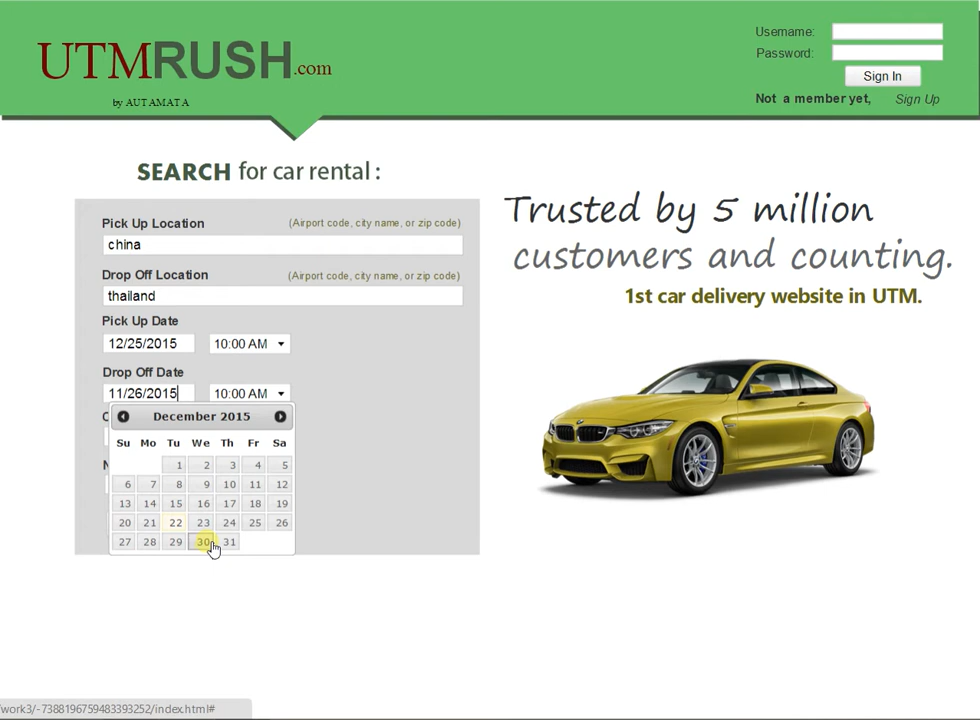 UTMRUSH.com
by AUTAMATA
Username:
Password:
Sign In
Not a member yet, Sign Up
SEARCH for car rental :
Pick Up Location (Airport code, city name, or zip code)
china
Drop Off Location (Airport code, city name, or zip code)
thailand
Pick Up Date
12/25/2015 10:00 AM
Drop Off Date
11/26/2015 10:00 AM
December 2015
Su Mo Tu We Th Fr Sa
1 2 3 4 5
6 7 8 9 10 11 12
13 14 15 16 17 18 19
20 21 22 23 24 25 26
27 28 29 30 31
Trusted by 5 million
customers and counting.
1st car delivery website in UTM.
work3/-7388196759483393252/index.html#